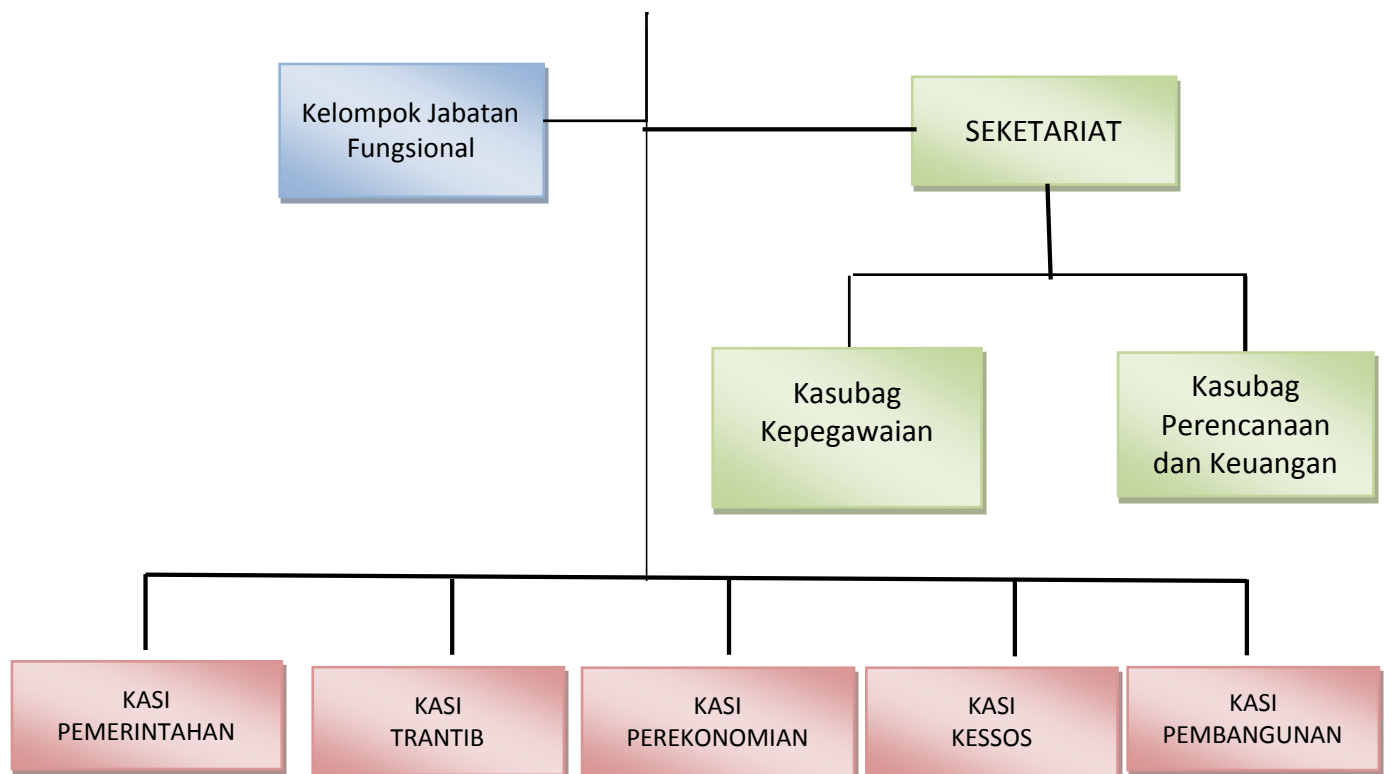 Kelompok Jabatan
Fungsional
SEKETARIAT
Kasubag
Kepegawaian
Kasubag
Perencanaan
dan Keuangan
KASI
PEMERINTAHAN
KASI
TRANTIB
KASI
PEREKONOMIAN
KASI
KESSOS
KASI
PEMBANGUNAN